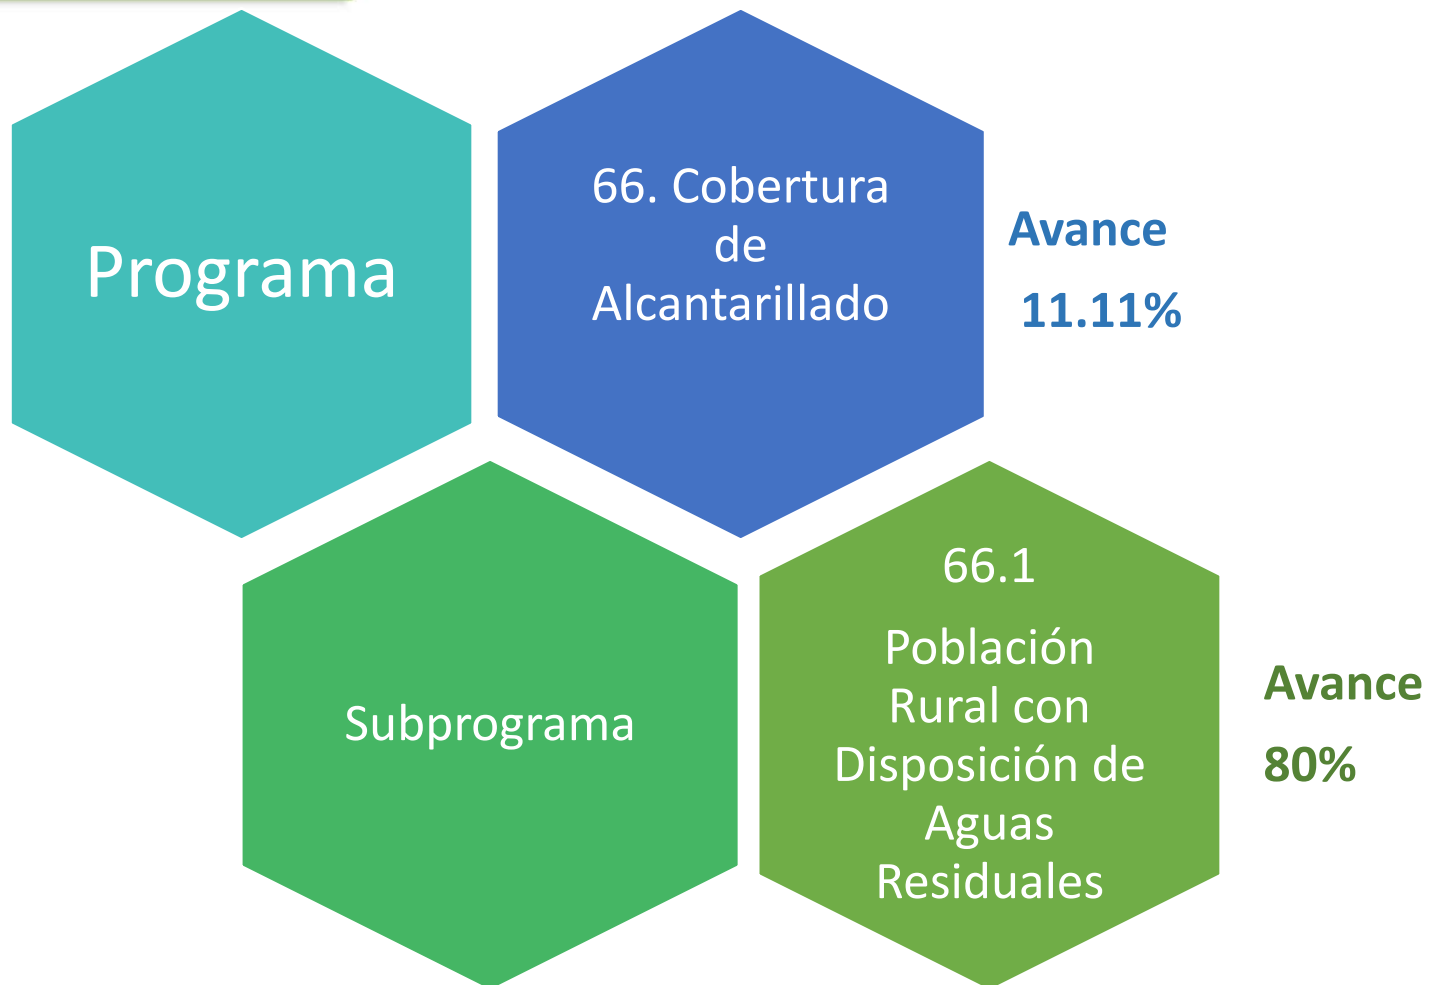 Programa
66. Cobertura
de
Alcantarillado
Avance
11.11%
Subprograma
66.1
Población
Rural con
Disposición de
Aguas
Residuales
Avance
80%